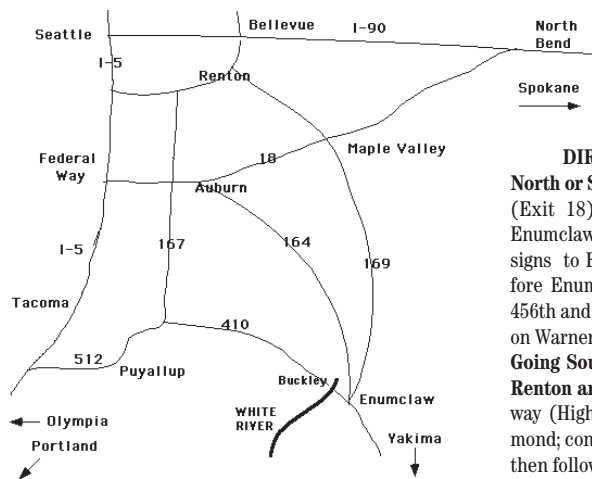 Seattle
Bellevue
I-90
North
Bend
I-5
Renton
Spokane
Federal
Way
18
Maple Valley
Auburn
I-5
167
164
169
Tacoma
410
512
Puyallup
Buckley
Enumclaw
WHITE
RIVER
Olympia
Portland
Yakima
DIR
North or S
(Exit 18)
Enumclaw
signs to E
fore Enum
456th and
on Warner
Going Sou
Renton an
way (High
mond; con
then follow